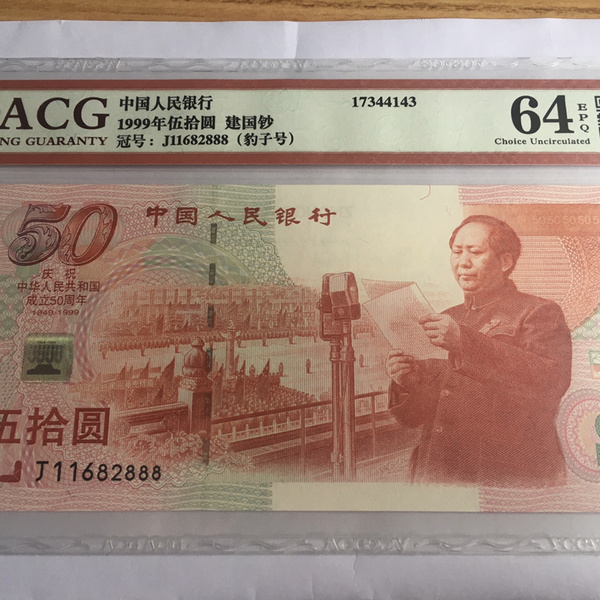 ACG
NG GUARANTY
中国人民银行
17344143
1999年伍拾圆 建国钞
冠号: J11682888（豹子号）
64 EPQ
Choice Uncirculated
50
中国人民银行
庆祝
中华人民共和国
成立50周年
1949-1999
伍拾圆
J11682888